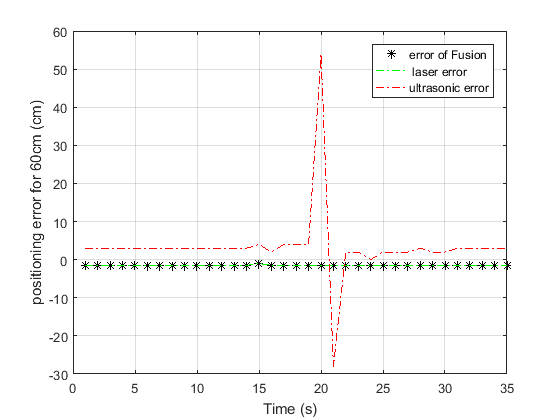 60
50
40
30
20
10
0
-10
-20
-30
0 5 10 15 20 25 30 35
Time (s)
positioning error for 60cm (cm)
error of Fusion
laser error
ultrasonic error